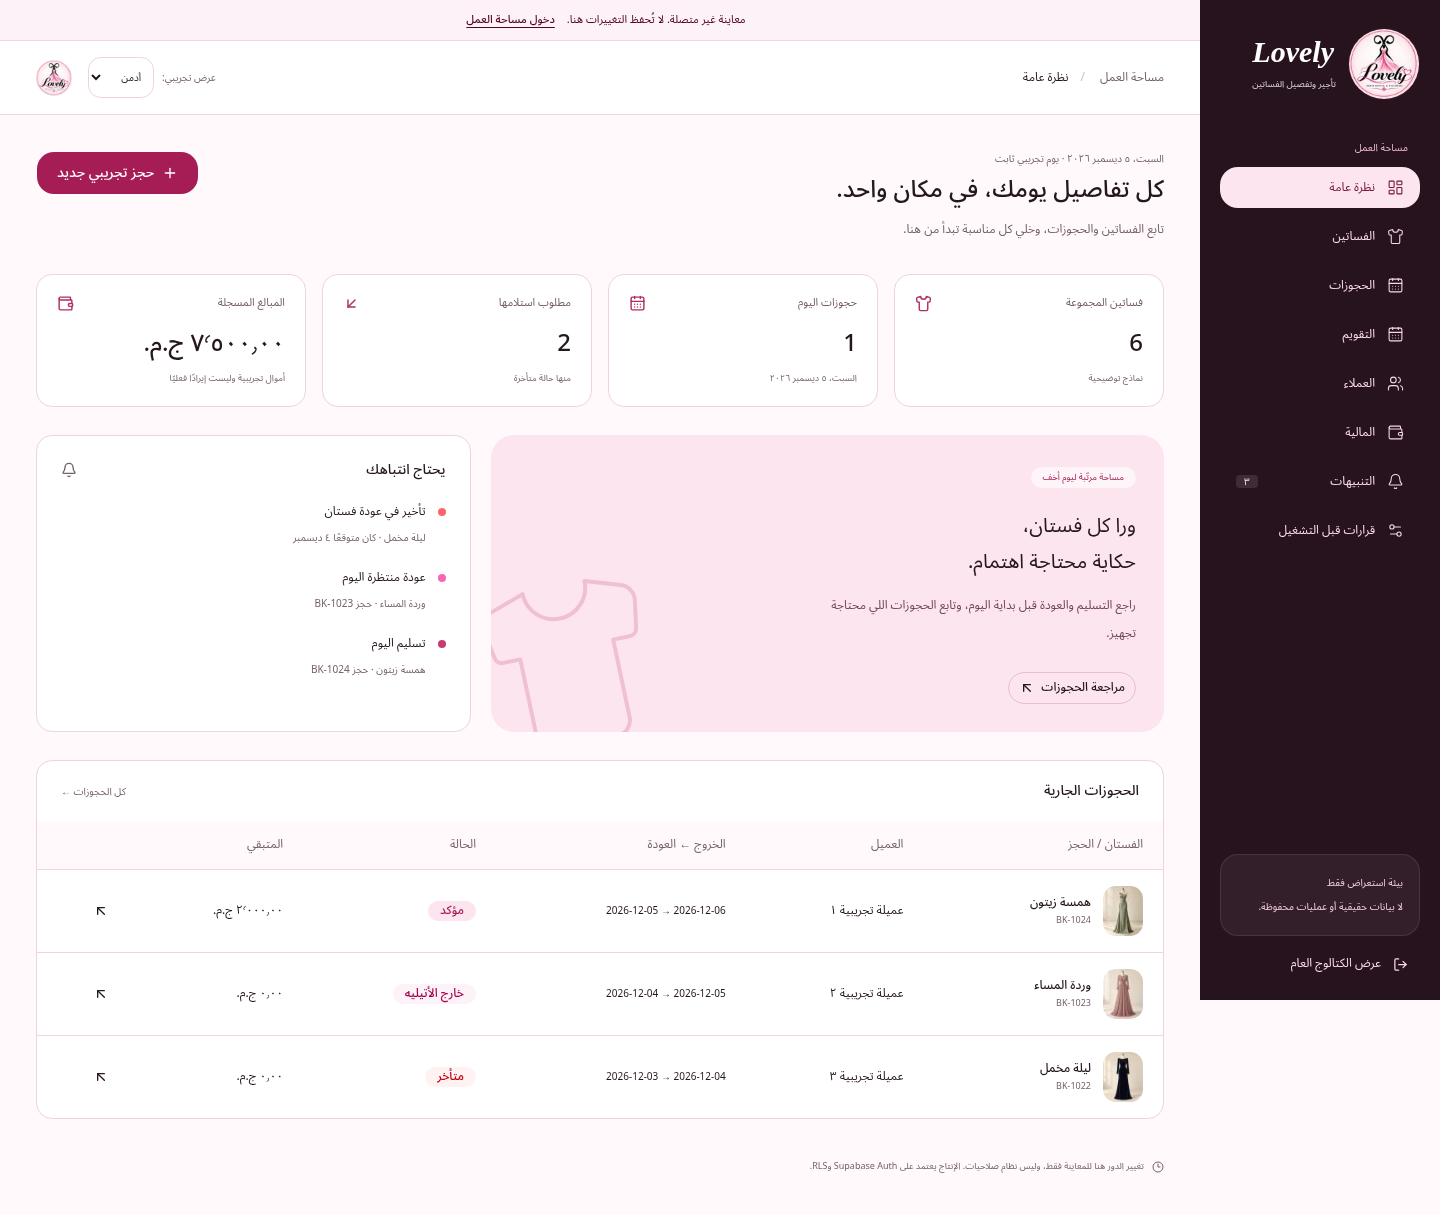 معاينة غير متصلة. لا تُحفظ التغييرات هنا. دخول مساحة العمل
Lovely
تأجير وتفصيل الفساتين
مساحة العمل
نظرة عامة
الفساتين
الحجوزات
التقويم
العملاء
المالية
التنبيهات ٣
قرارات قبل التشغيل
بيئة استعراض فقط
لا بيانات حقيقية أو عمليات محفوظة.
عرض الكتالوج العام
مساحة العمل / نظرة عامة
عرض تجريبي: أدمن
Lovely
السبت، ٥ ديسمبر ٢٠٢٦ · يوم تجريبي ثابت
كل تفاصيل يومك، في مكان واحد.
تابع الفساتين والحجوزات، وخلي كل مناسبة تبدأ من هنا.
+ حجز تجريبي جديد
فساتين المجموعة
6
نماذج توضيحية
حجوزات اليوم
1
السبت، ٥ ديسمبر ٢٠٢٦
مطلوب استلامها
2
منها حالة متأخرة
المبالغ المسجلة
٧٬٥٠٠٫٠٠ ج.م.
أموال تجريبية وليست إيرادًا فعليًا
مساحة مرتّبة ليوم أخف
ورا كل فستان،
حكاية محتاجة اهتمام.
راجع التسليم والعودة قبل بداية اليوم، وتابع الحجوزات اللي محتاجة
تجهيز.
مراجعة الحجوزات
يحتاج انتباهك
تأخير في عودة فستان
ليلة مخمل · كان متوقعًا ٤ ديسمبر
عودة منتظرة اليوم
وردة المساء · حجز BK-1023
تسليم اليوم
همسة زيتون · حجز BK-1024
الحجوزات الجارية
كل الحجوزات ←
الفستان / الحجز العميل الخروج ← العودة الحالة المتبقي
همسة زيتون
BK-1024
عميلة تجريبية ١ 2026-12-05 → 2026-12-06 مؤكد ٢٬٠٠٠٫٠٠ ج.م.
وردة المساء
BK-1023
عميلة تجريبية ٢ 2026-12-04 → 2026-12-05 خارج الأتيليه ٠٫٠٠ ج.م.
ليلة مخمل
BK-1022
عميلة تجريبية ٣ 2026-12-03 → 2026-12-04 متأخر ٠٫٠٠ ج.م.
تغيير الدور هنا للمعاينة فقط، وليس نظام صلاحيات. الإنتاج يعتمد على Supabase Auth وRLS.